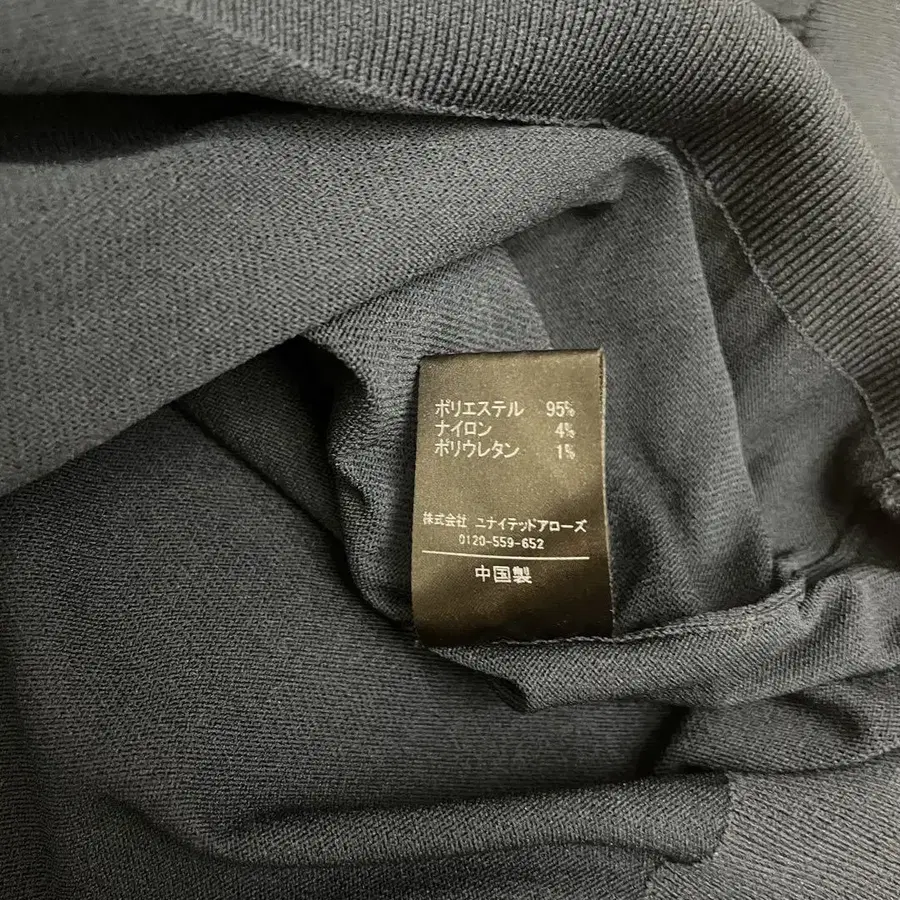 ポリエステル 95%
ナイロン 4%
ポリウレタン 1%
株式会社 ユナイテッドアローズ
0120-559-652
中国製